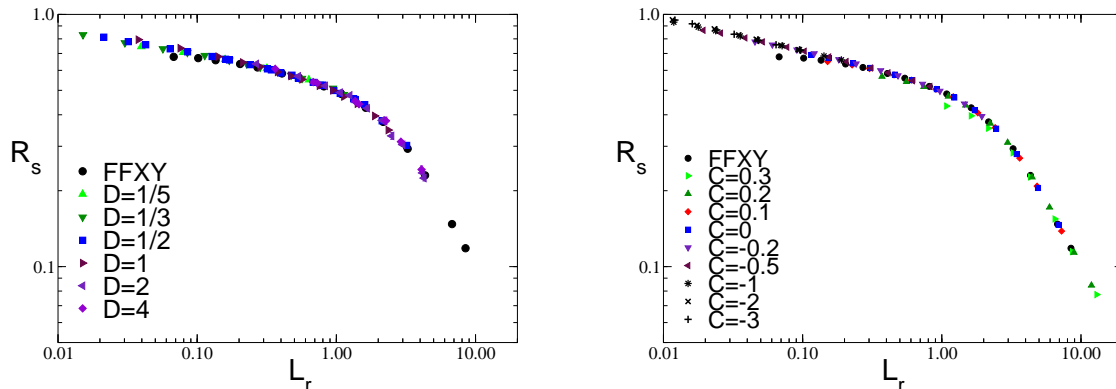 1.0
R_s
0.1
FFXY
D=1/5
D=1/3
D=1/2
D=1
D=2
D=4
0.01 0.10 1.00 10.00
L_r
1.0
R_s
0.1
FFXY
C=0.3
C=0.2
C=0.1
C=0
C=-0.2
C=-0.5
C=-1
C=-2
C=-3
0.01 0.10 1.00 10.00
L_r